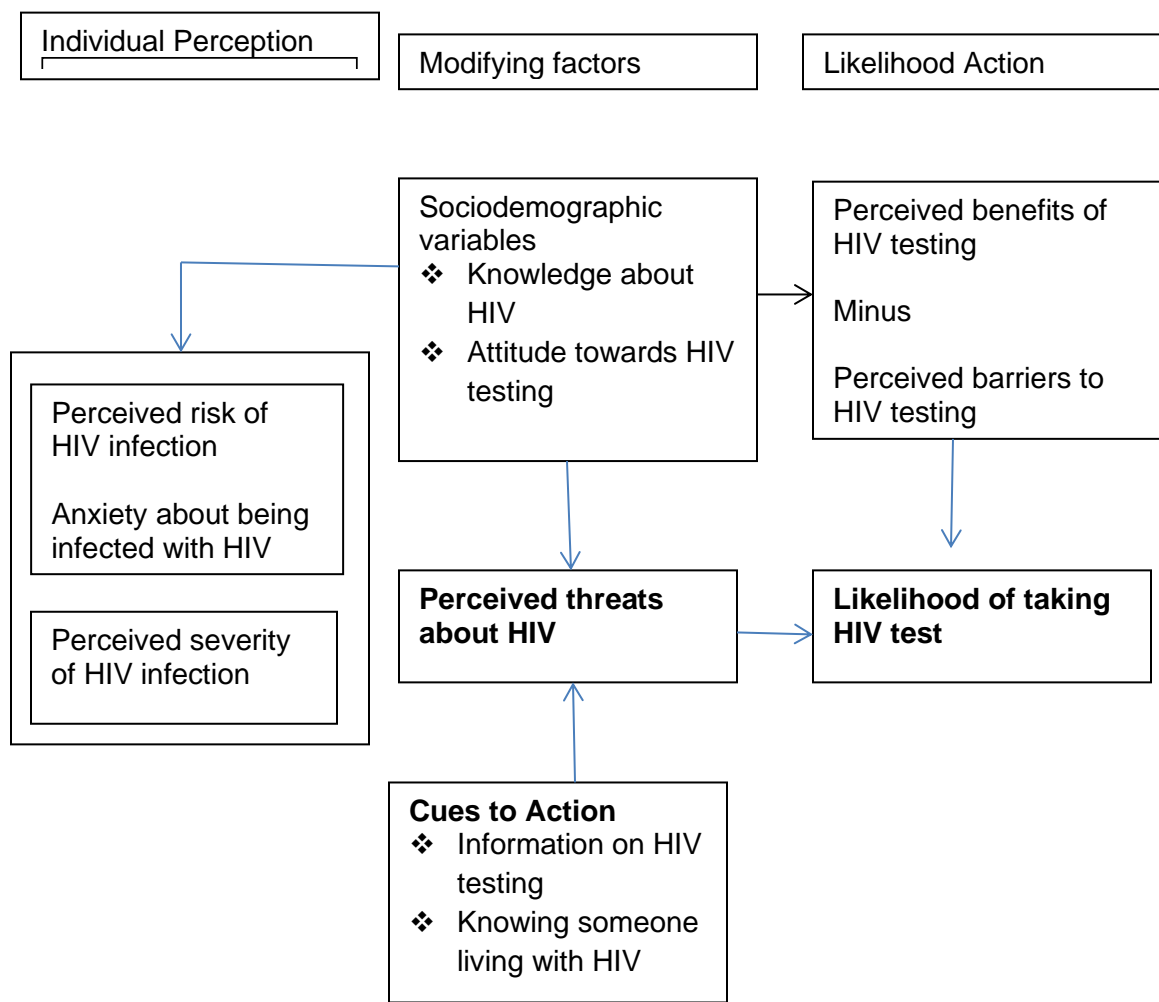 Individual Perception
Modifying factors
Likelihood Action
Sociodemographic
variables
❖ Knowledge about
HIV
❖ Attitude towards HIV
testing
Perceived benefits of
HIV testing
Minus
Perceived barriers to
HIV testing
Perceived risk of
HIV infection
Anxiety about being
infected with HIV
Perceived severity
of HIV infection
Perceived threats
about HIV
Likelihood of taking
HIV test
Cues to Action
❖ Information on HIV
testing
❖ Knowing someone
living with HIV